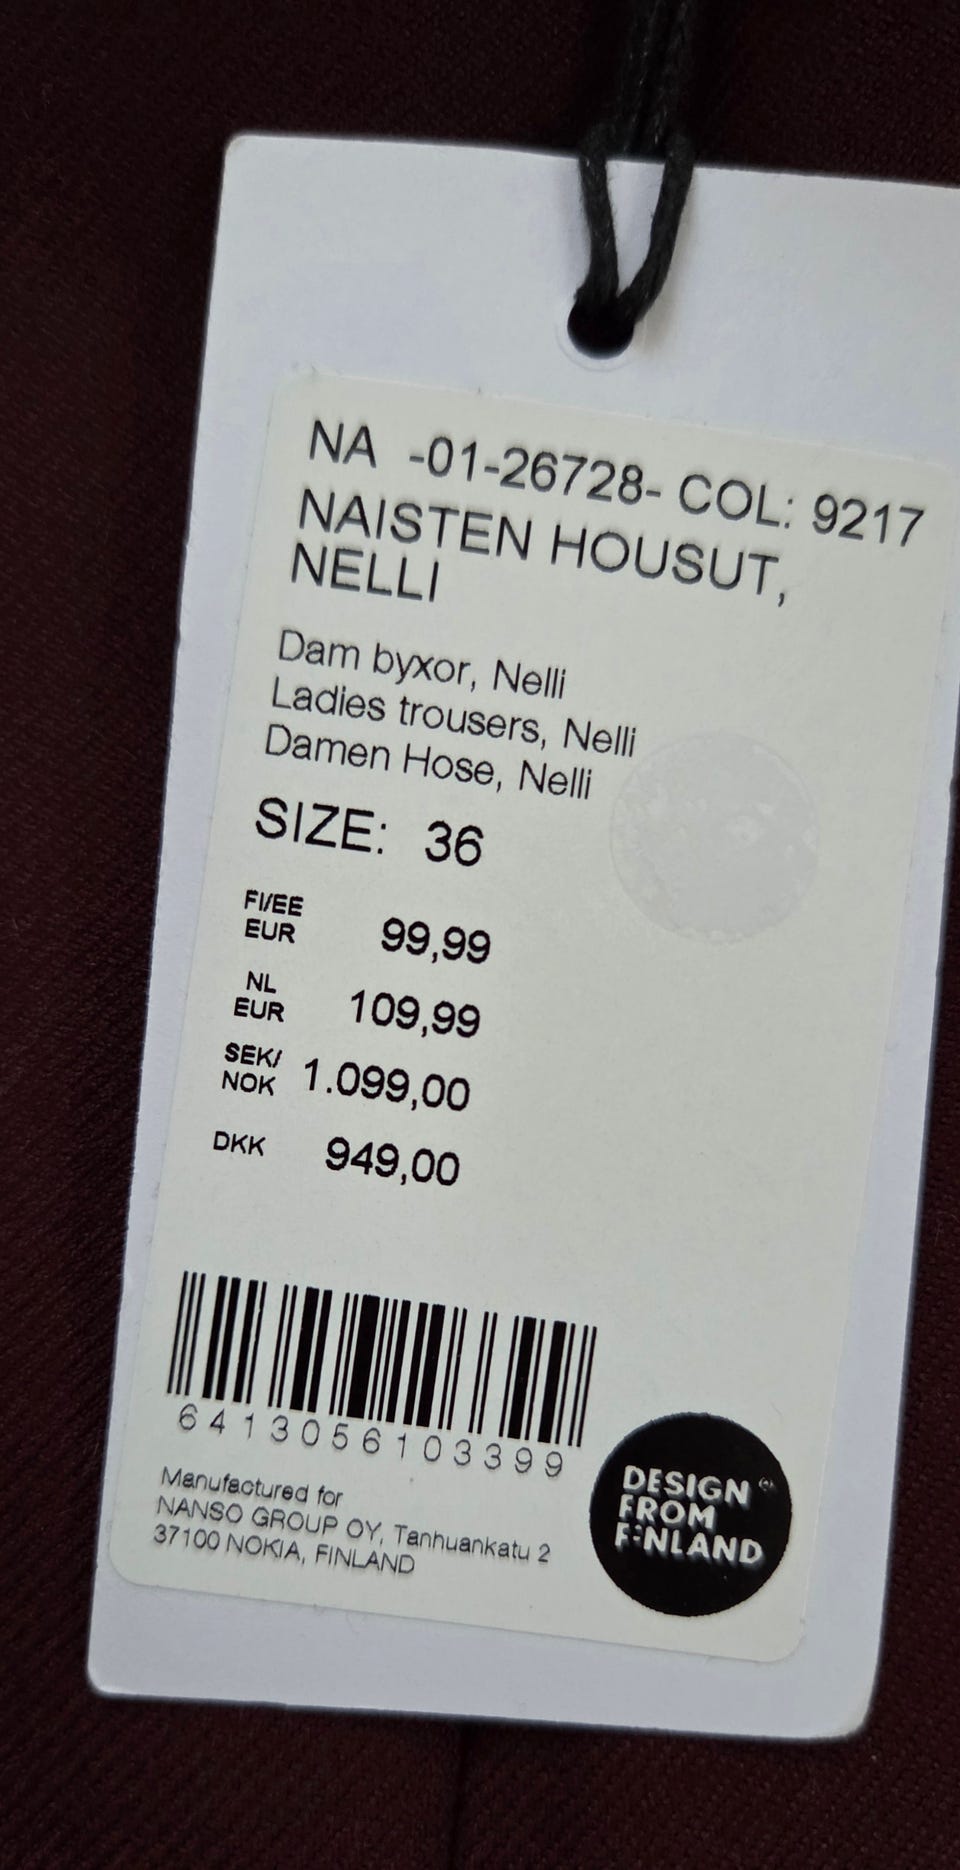 NA -01-26728- COL: 9217
NAISTEN HOUSUT,
NELLI
Dam byxor, Nelli
Ladies trousers, Nelli
Damen Hose, Nelli
SIZE: 36
FI/EE
EUR 99,99
NL
EUR 109,99
SEK/
NOK 1.099,00
DKK 949,00
6413056103399
Manufactured for
NANSO GROUP OY, Tanhuankatu 2
37100 NOKIA, FINLAND
DESIGN
FROM
FINLAND